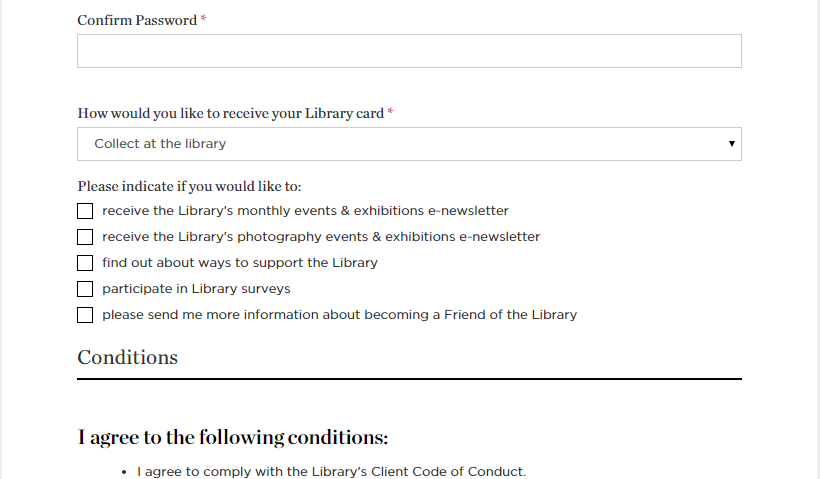 Confirm Password *
How would you like to receive your Library card *
Collect at the library
Please indicate if you would like to:
receive the Library's monthly events & exhibitions e-newsletter
receive the Library's photography events & exhibitions e-newsletter
find out about ways to support the Library
participate in Library surveys
please send me more information about becoming a Friend of the Library
Conditions
I agree to the following conditions:
• I agree to comply with the Library's Client Code of Conduct.